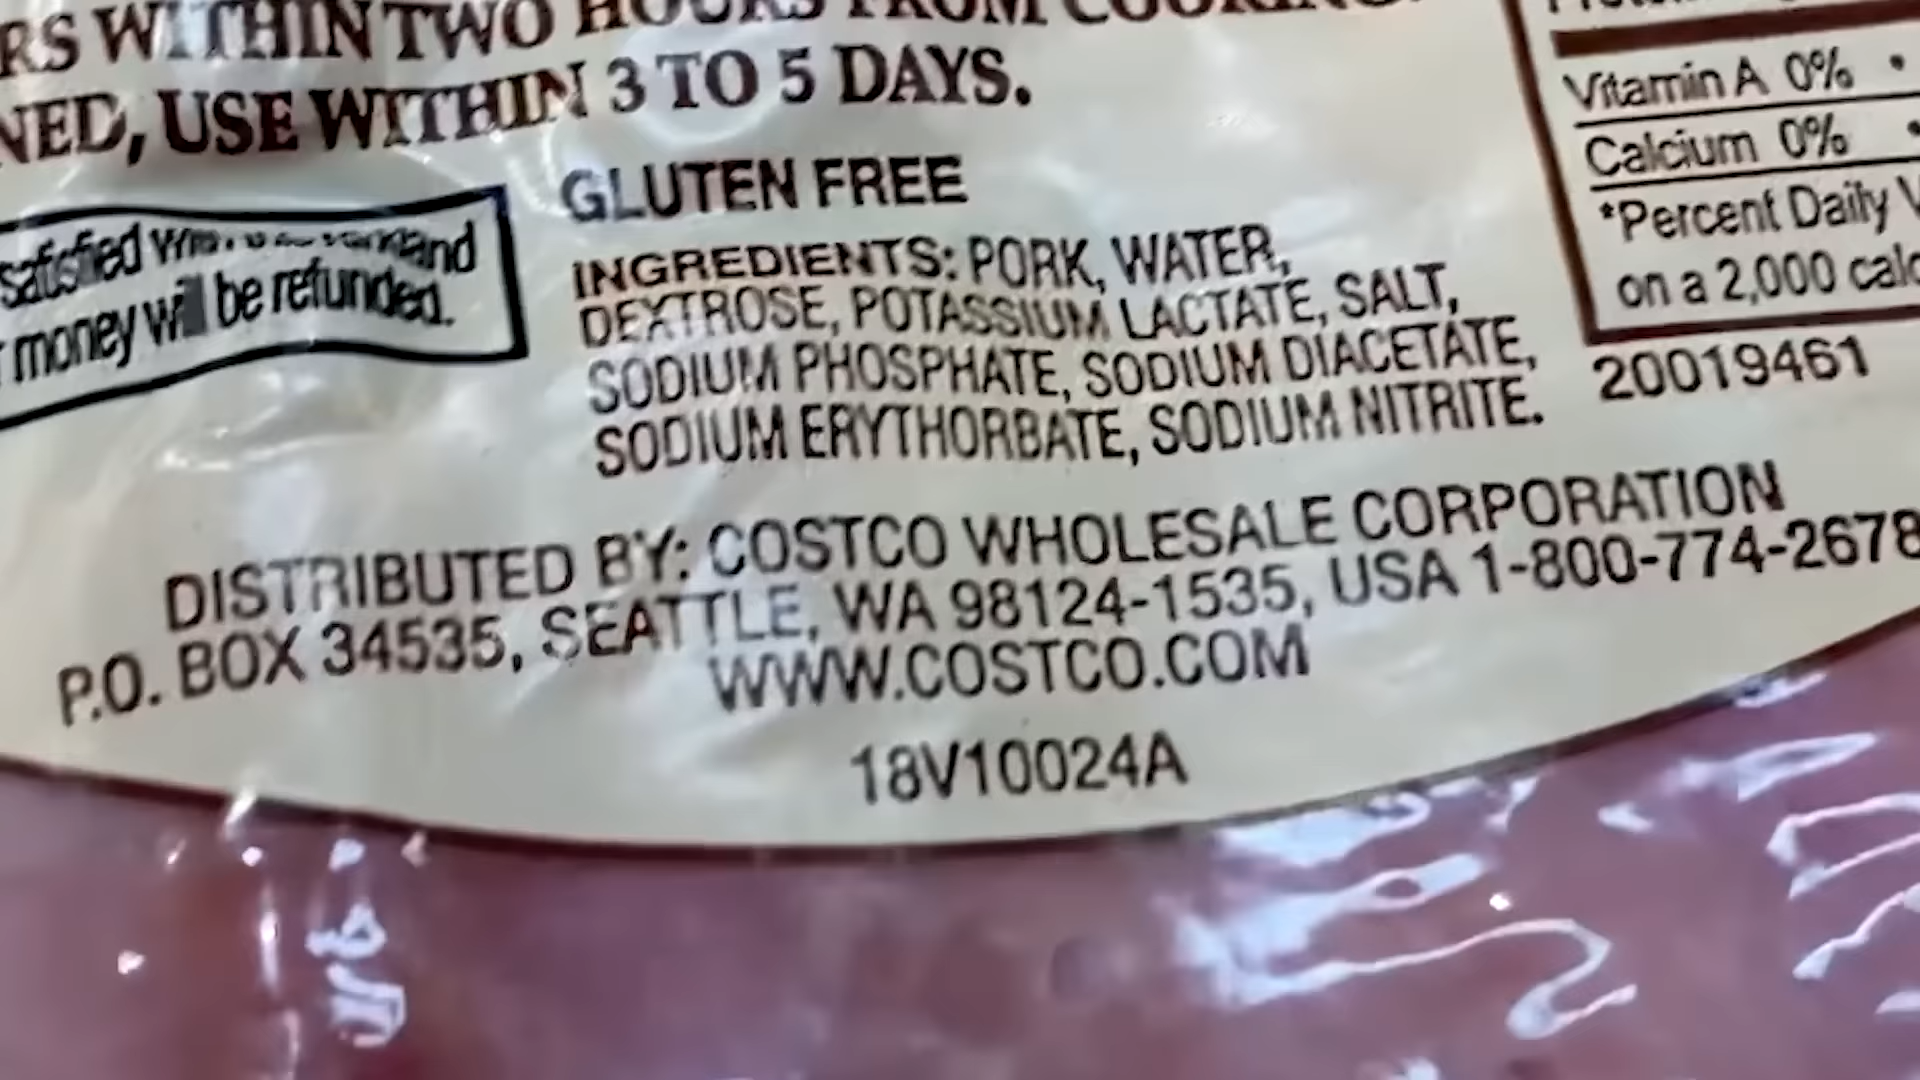 RS WITHIN TWO HOURS FROM COOKING.
NED, USE WITHIN 3 TO 5 DAYS.
satisfied
money will be refunded.
GLUTEN FREE
INGREDIENTS: PORK, WATER,
DEXTROSE, POTASSIUM LACTATE, SALT,
SODIUM PHOSPHATE, SODIUM DIACETATE,
SODIUM ERYTHORBATE, SODIUM NITRITE.
Vitamin A 0% •
Calcium 0% •
*Percent Daily V
on a 2,000 calo
20019461
DISTRIBUTED BY: COSTCO WHOLESALE CORPORATION
P.O. BOX 34535, SEATTLE, WA 98124-1535, USA 1-800-774-2678
WWW.COSTCO.COM
18V10024A